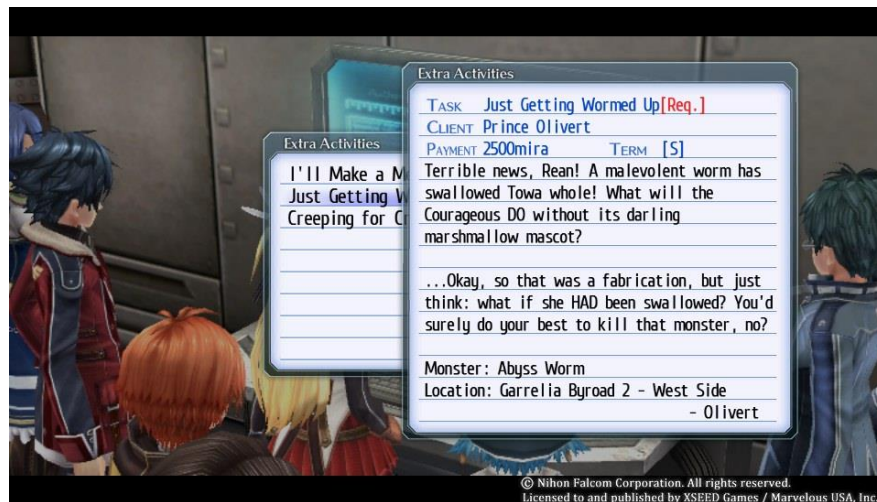 Extra Activities
I'll Make a M
Just Getting W
Creeping for Cr
Extra Activities
TASK Just Getting Wormed Up[Req.]
CLIENT Prince Olivert
PAYMENT 2500mira TERM [S]
Terrible news, Rean! A malevolent worm has
swallowed Towa whole! What will the
Courageous DO without its darling
marshmallow mascot?
...Okay, so that was a fabrication, but just
think: what if she HAD been swallowed? You'd
surely do your best to kill that monster, no?
Monster: Abyss Worm
Location: Garrelia Byroad 2 - West Side
- Olivert
© Nihon Falcom Corporation. All rights reserved.
Licensed to and published by XSEED Games / Marvelous USA, Inc.